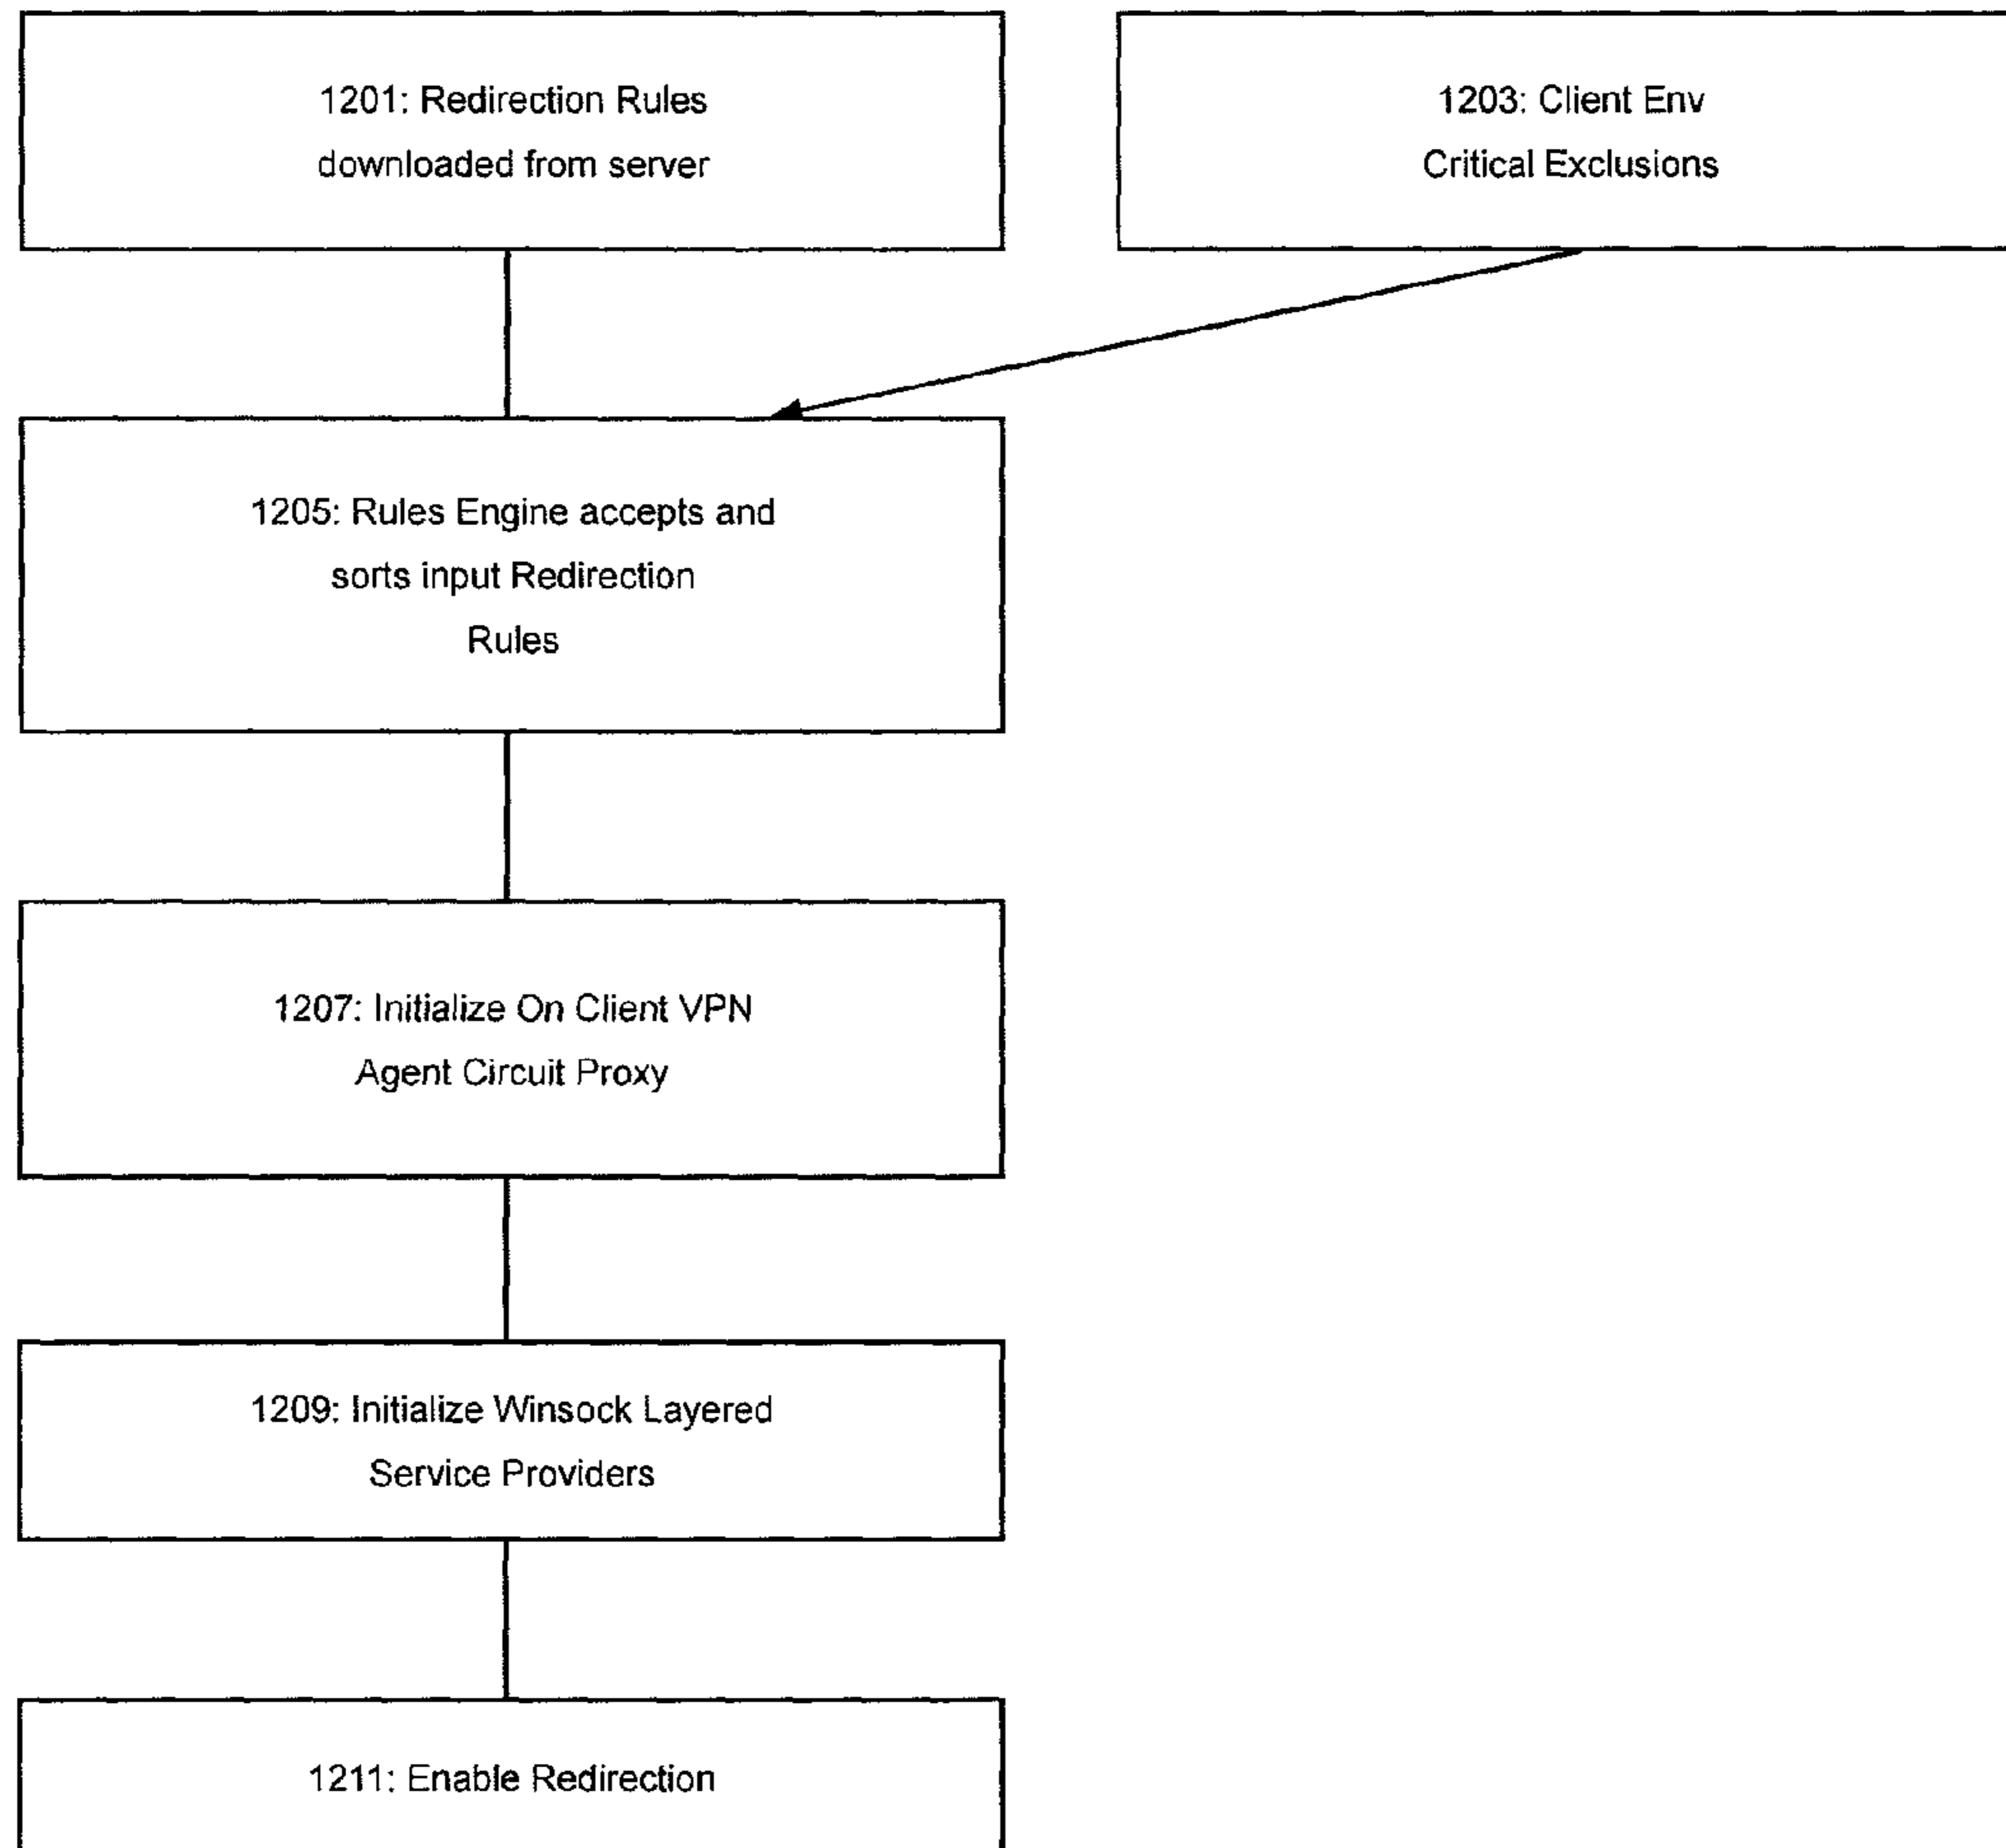 1201: Redirection Rules
downloaded from server
1203: Client Env
Critical Exclusions
1205: Rules Engine accepts and
sorts input Redirection
Rules
1207: Initialize On Client VPN
Agent Circuit Proxy
1209: Initialize Winsock Layered
Service Providers
1211: Enable Redirection